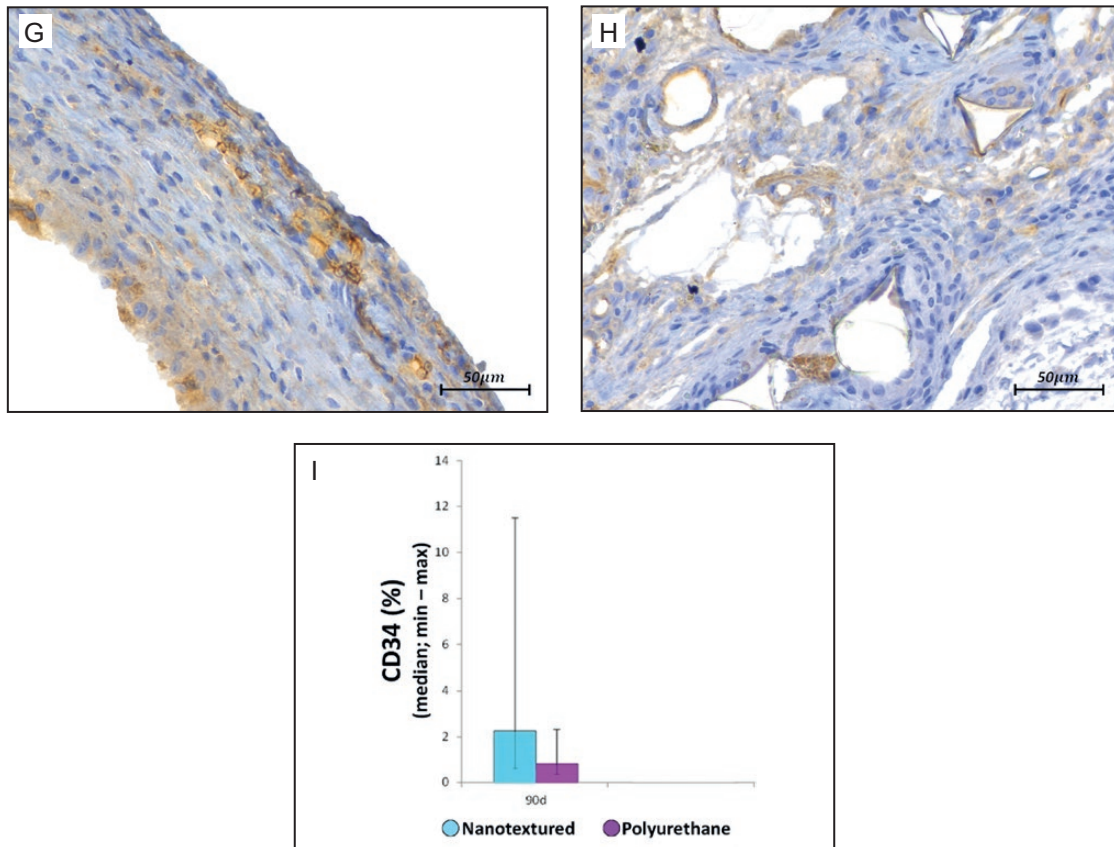 G
H
50µm
50µm
I
CD34 (%)
(median; min – max)
14
12
10
8
6
4
2
0
90d
Nanotextured
Polyurethane